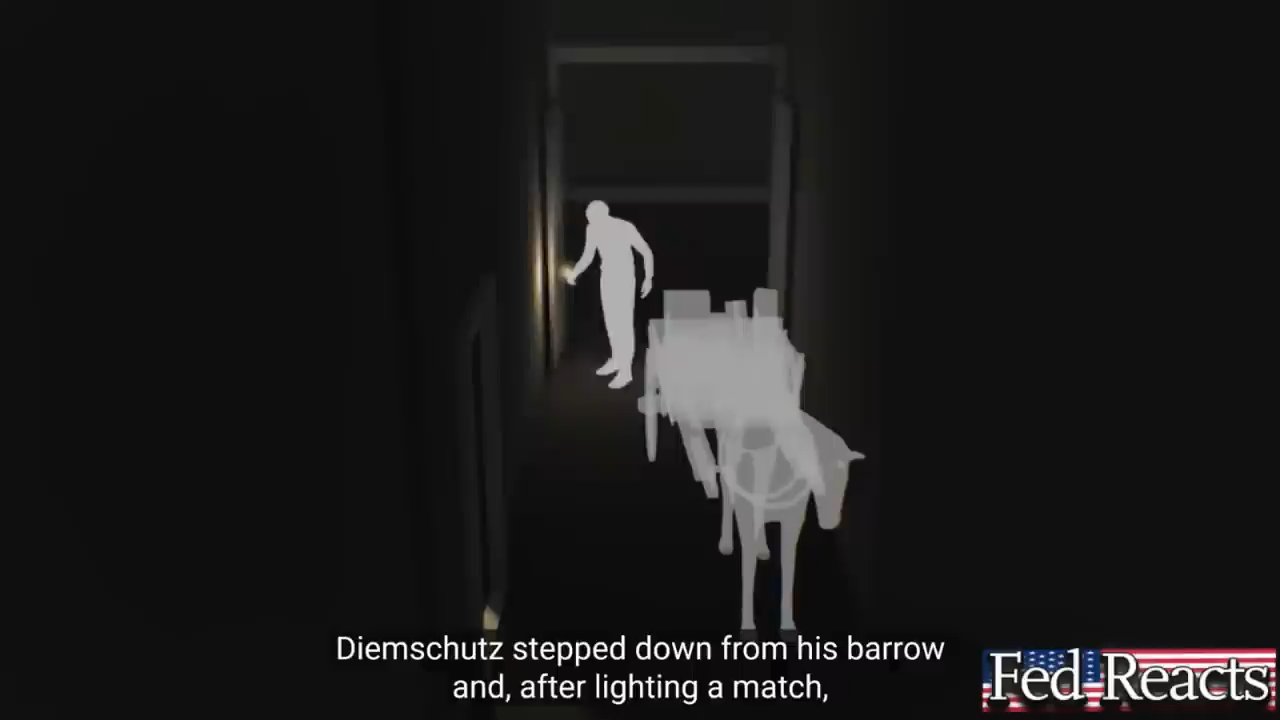 Diemschutz stepped down from his barrow
and, after lighting a match,
Fed Reacts